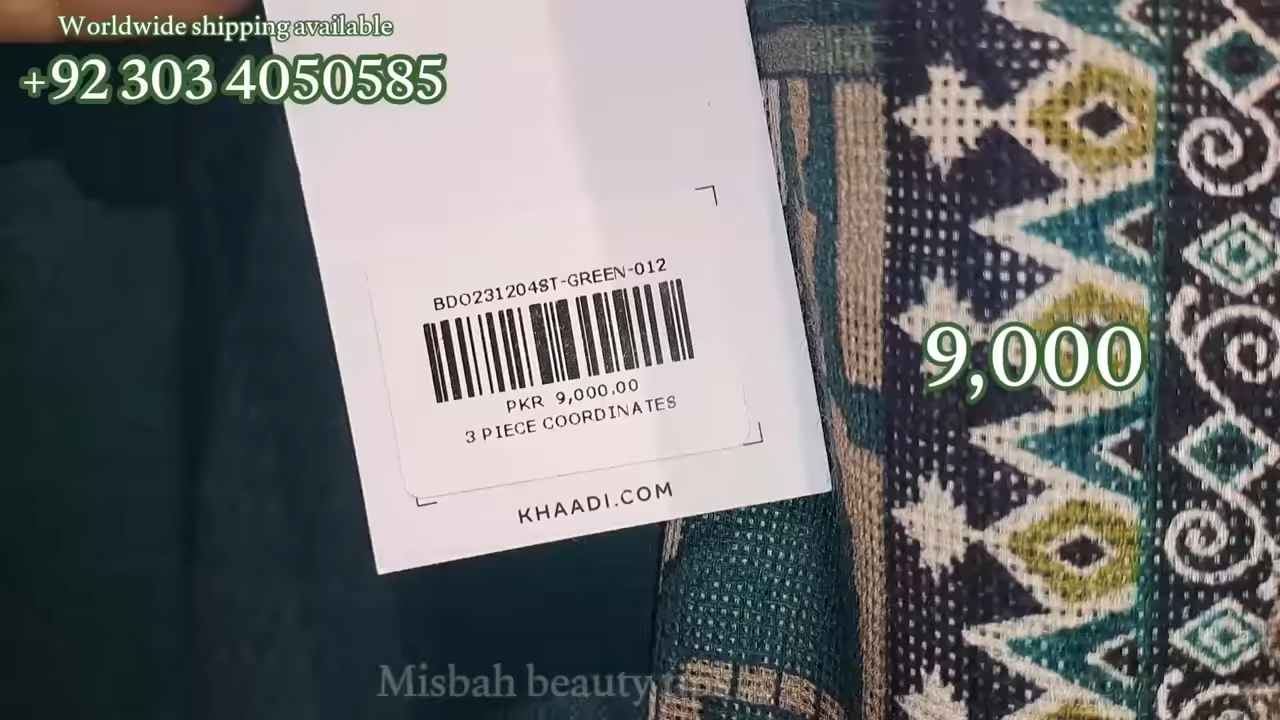 Worldwide shipping available
+92 303 4050585
BDO231204ST-GREEN-012
PKR 9,000.00
3 PIECE COORDINATES
KHAADI.COM
9,000
Misbah beauty tips